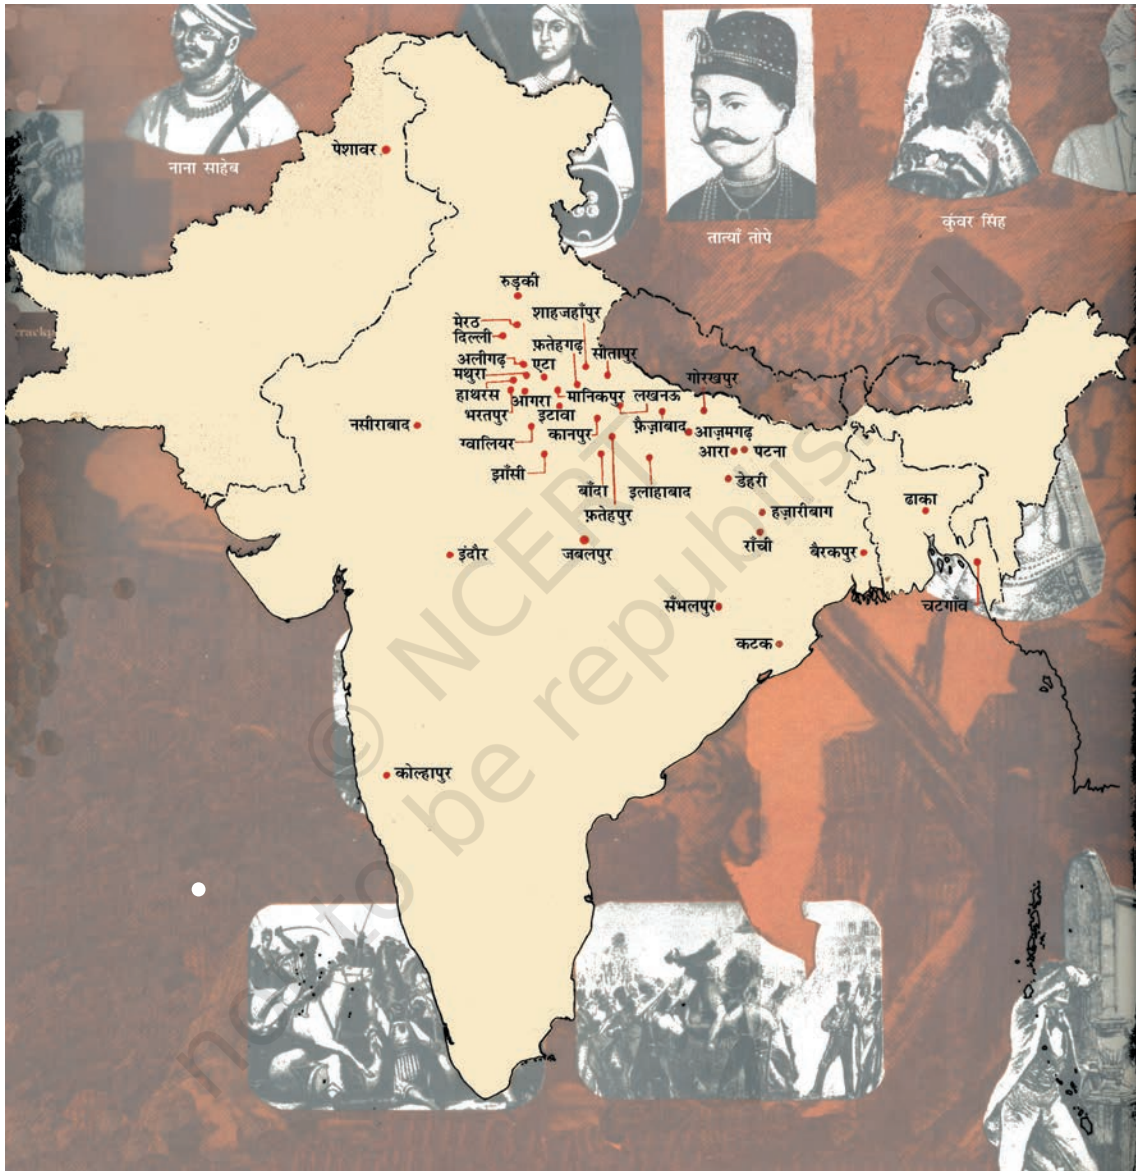 नाना साहेब
तात्याँ तोपे
कुंवर सिंह
पेशावर
rrackp
रुड़की
शाहजहाँपुर
मेरठ
दिल्ली
फ़तेहगढ़
सीतापुर
अलीगढ़
एटा
मथुरा
गोरखपुर
हाथरस
आगरा
मानिकपुर
लखनऊ
भरतपुर
इटावा
नसीराबाद
कानपुर
फ़ैज़ाबाद
आज़मगढ़
ग्वालियर
आरा
पटना
झाँसी
डेहरी
बाँदा
इलाहाबाद
ढाका
फ़तेहपुर
हज़ारीबाग
राँची
इंदौर
जबलपुर
बैरकपुर
सँभलपुर
चटगाँव
कटक
कोल्हापुर
© NCERT
not to be republished